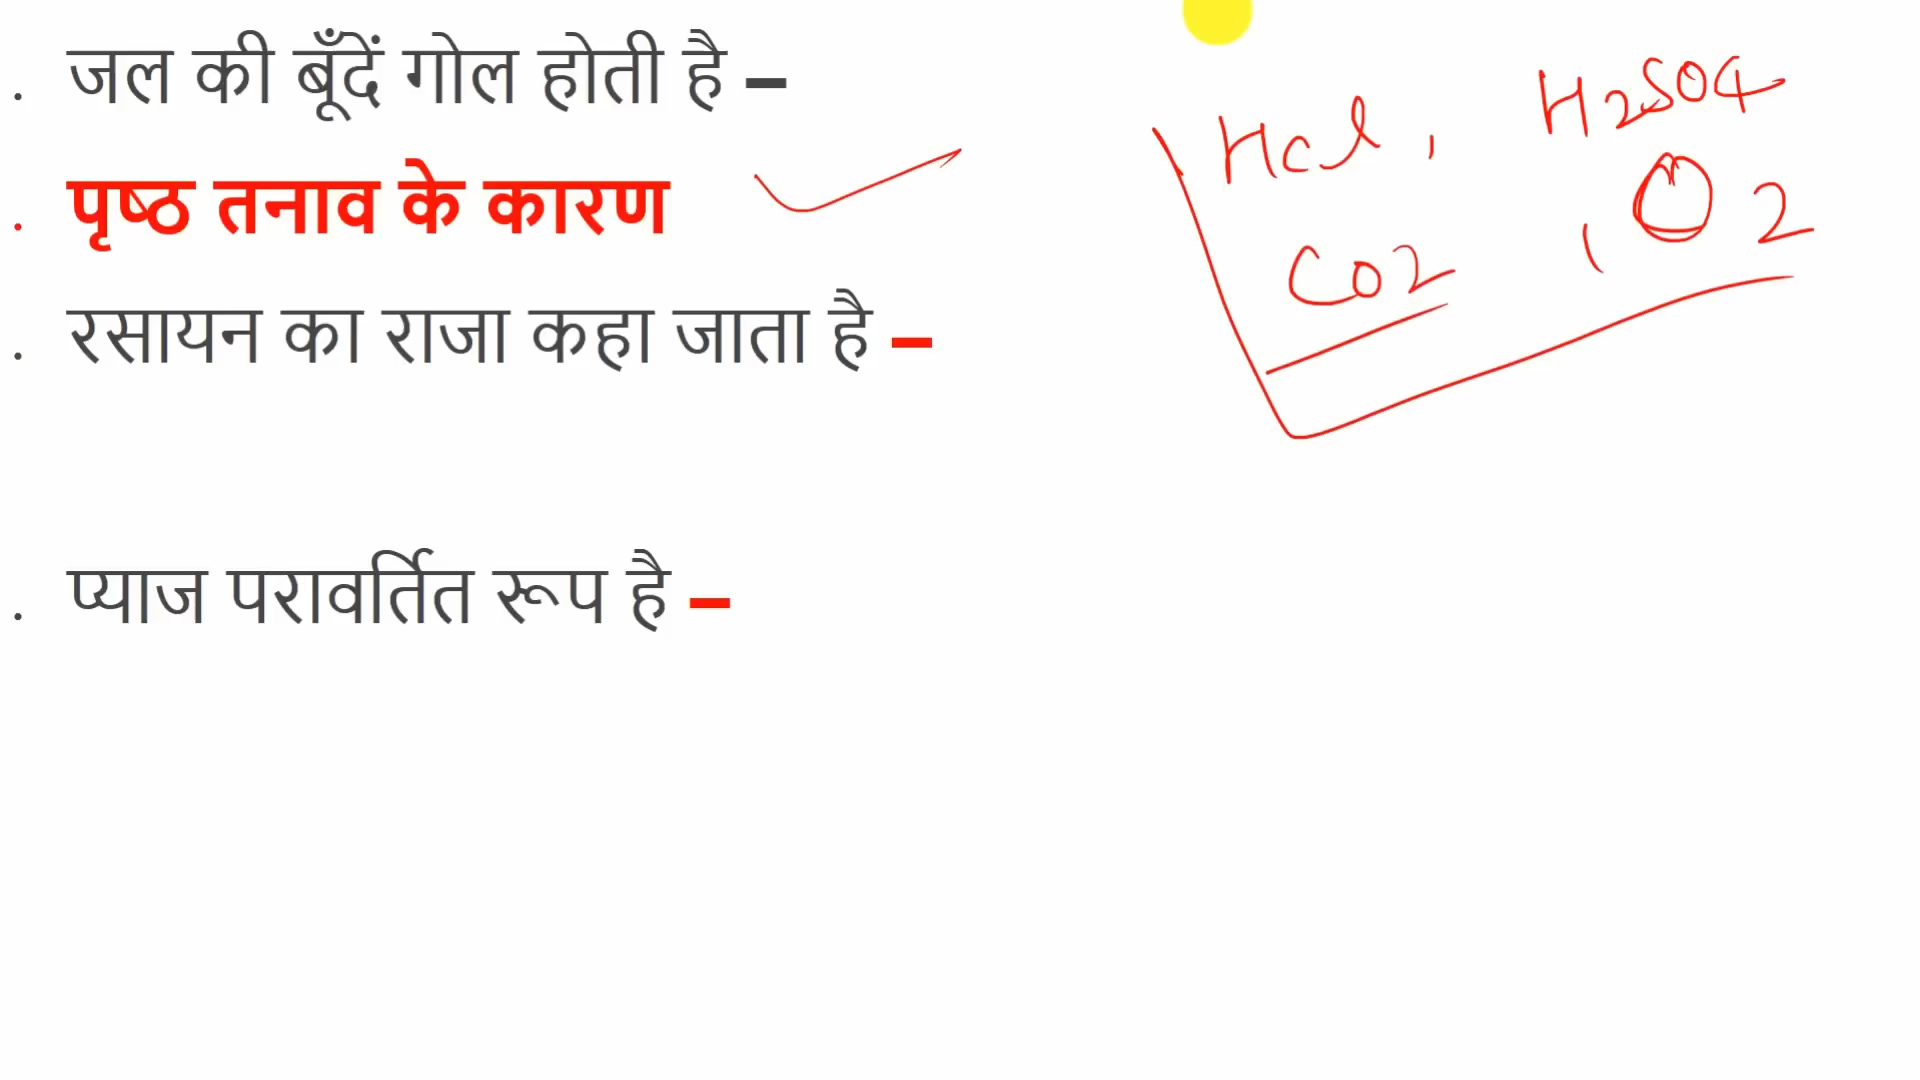 . जल की बूँदें गोल होती है –
. पृष्ठ तनाव के कारण
. रसायन का राजा कहा जाता है –
. प्याज परावर्तित रूप है –
Hcl, H2SO4
CO2, O2